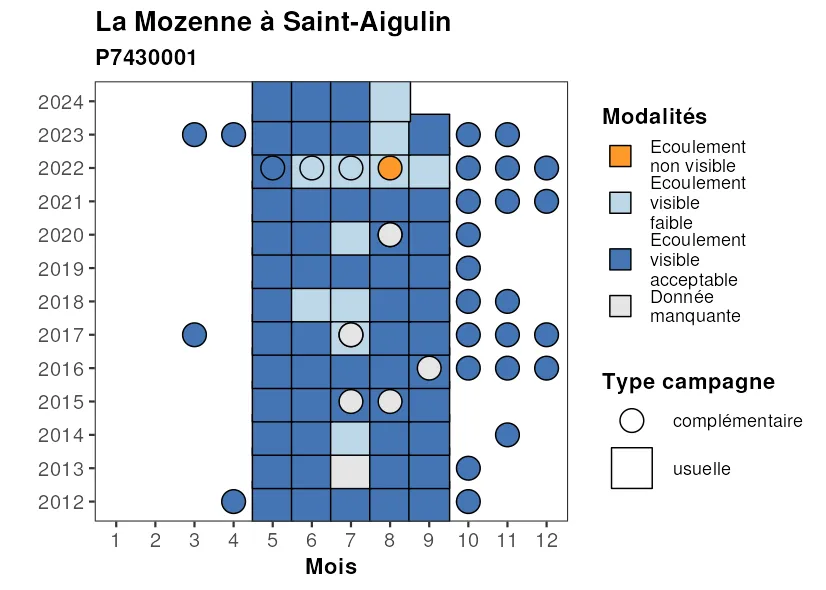 La Mozenne à Saint-Aigulin
P7430001
2024
2023
2022
2021
2020
2019
2018
2017
2016
2015
2014
2013
2012
1 2 3 4 5 6 7 8 9 10 11 12
Mois
Modalités
Ecoulement
non visible
Ecoulement
visible
faible
Ecoulement
visible
acceptable
Donnée
manquante
Type campagne
complémentaire
usuelle